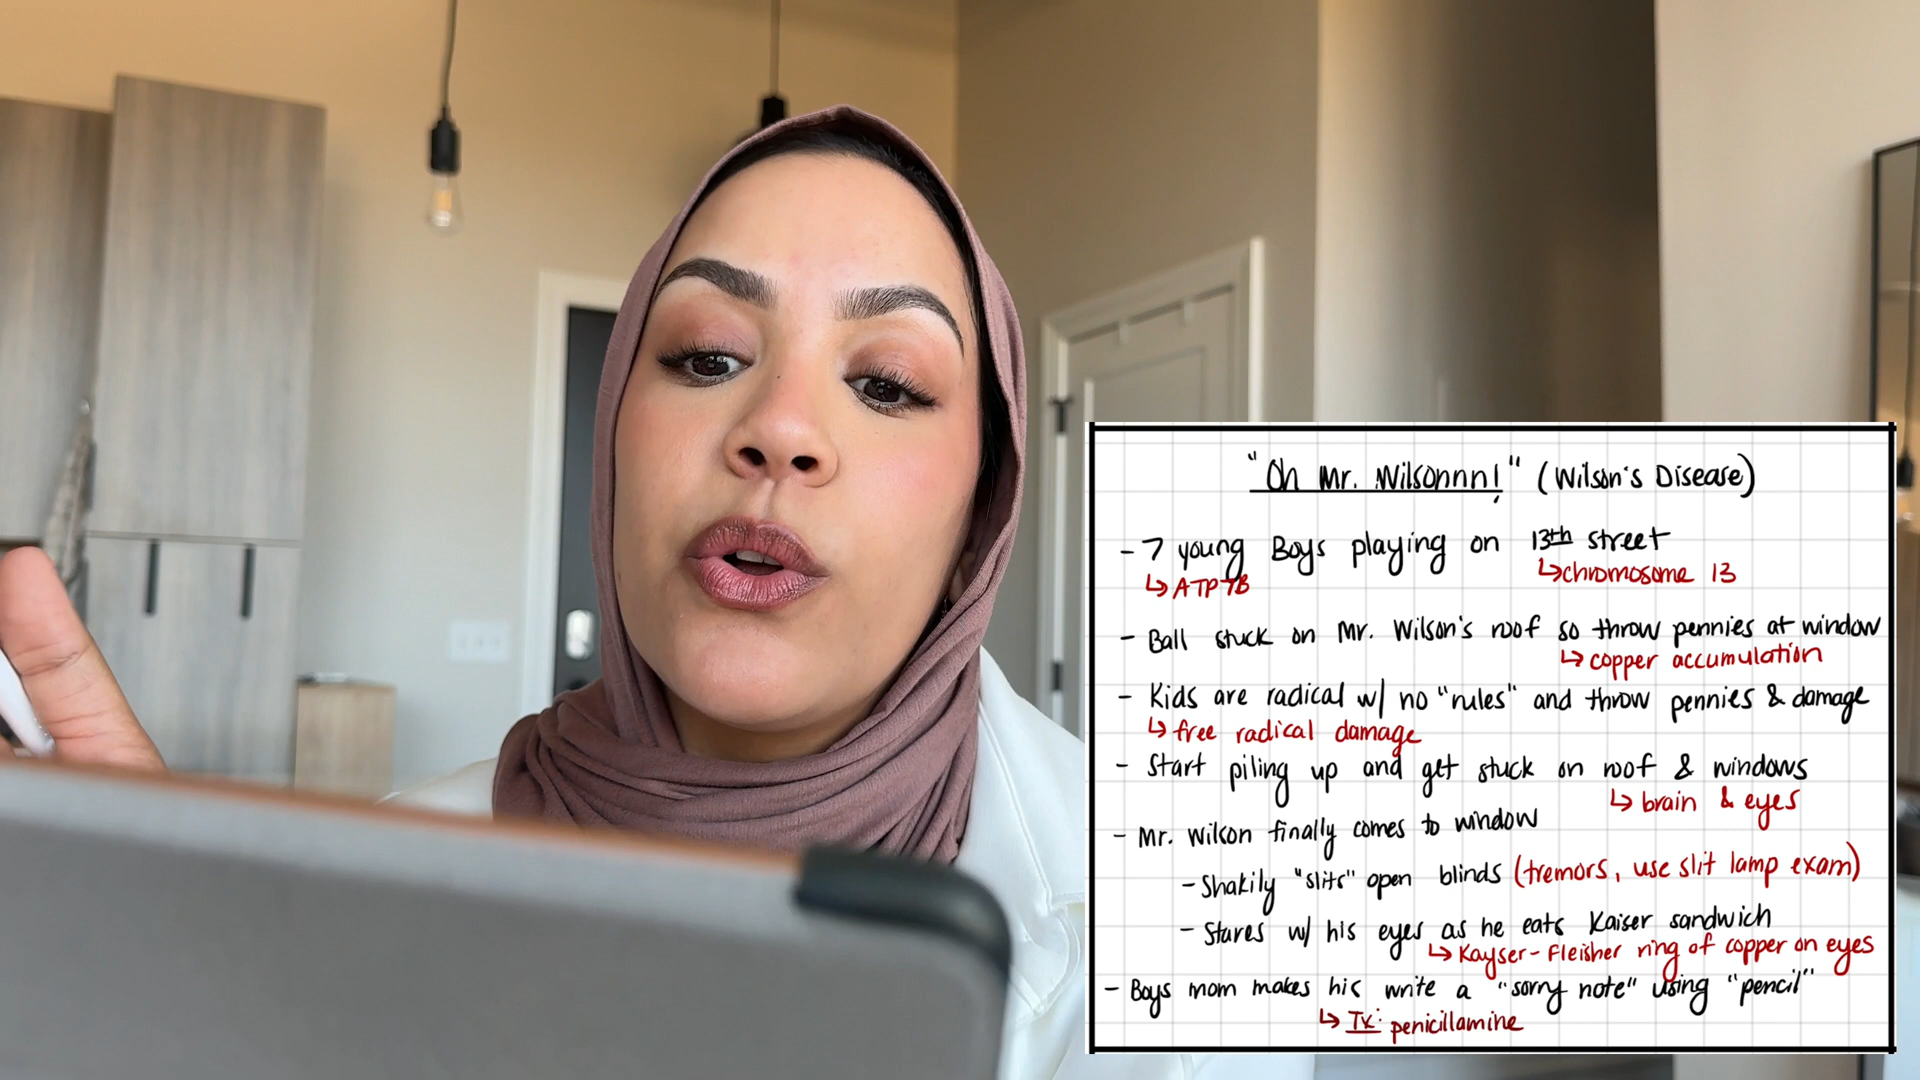 "Oh Mr. Wilsonnn!" (Wilson's Disease)
- 7 young Boys playing on 13th street
↳ ATP7B ↳ chromosome 13
- Ball stuck on Mr. Wilson's roof so throw pennies at window
↳ copper accumulation
- Kids are radical w/ no "rules" and throw pennies & damage
↳ free radical damage
- Start piling up and get stuck on roof & windows
↳ brain & eyes
- Mr. Wilson finally comes to window
- Shakily "slits" open blinds (tremors, use slit lamp exam)
- Stares w/ his eyes as he eats Kaiser sandwich
↳ Kayser-Fleisher ring of copper on eyes
- Boys mom makes his write a "sorry note" using "pencil"
↳ Tx: penicillamine